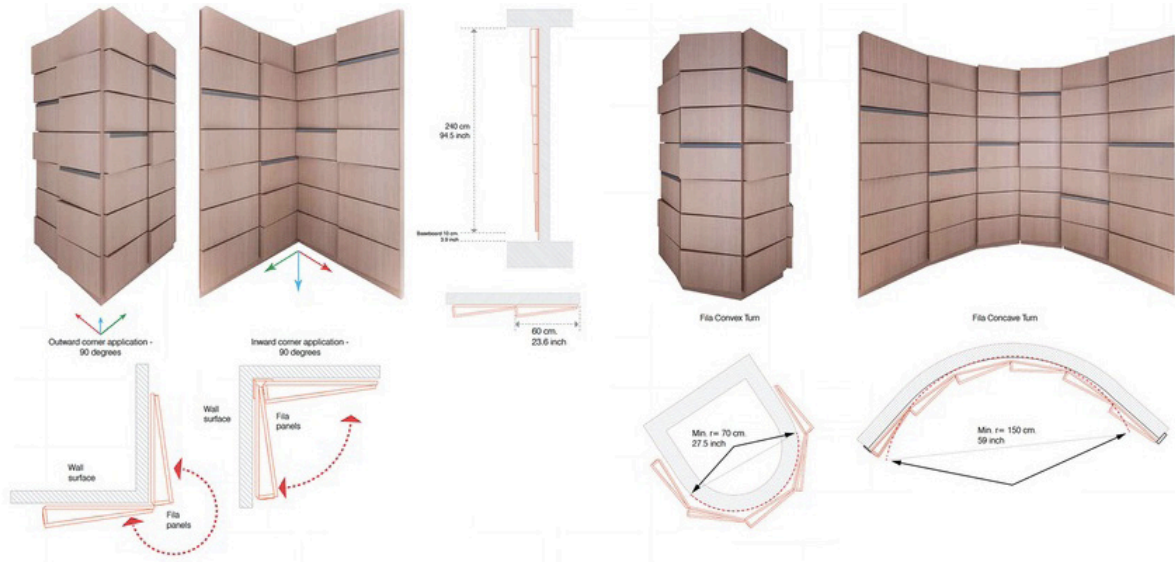 240 cm
94.5 inch
Baseboard 10 cm.
3.9 inch
60 cm.
23.6 inch
Outward corner application -
90 degrees
Inward corner application -
90 degrees
Wall
surface
Fila
panels
Wall
surface
Fila
panels
Fila Convex Turn
Fila Concave Turn
Min. r= 70 cm.
27.5 inch
Min. r= 150 cm.
59 inch